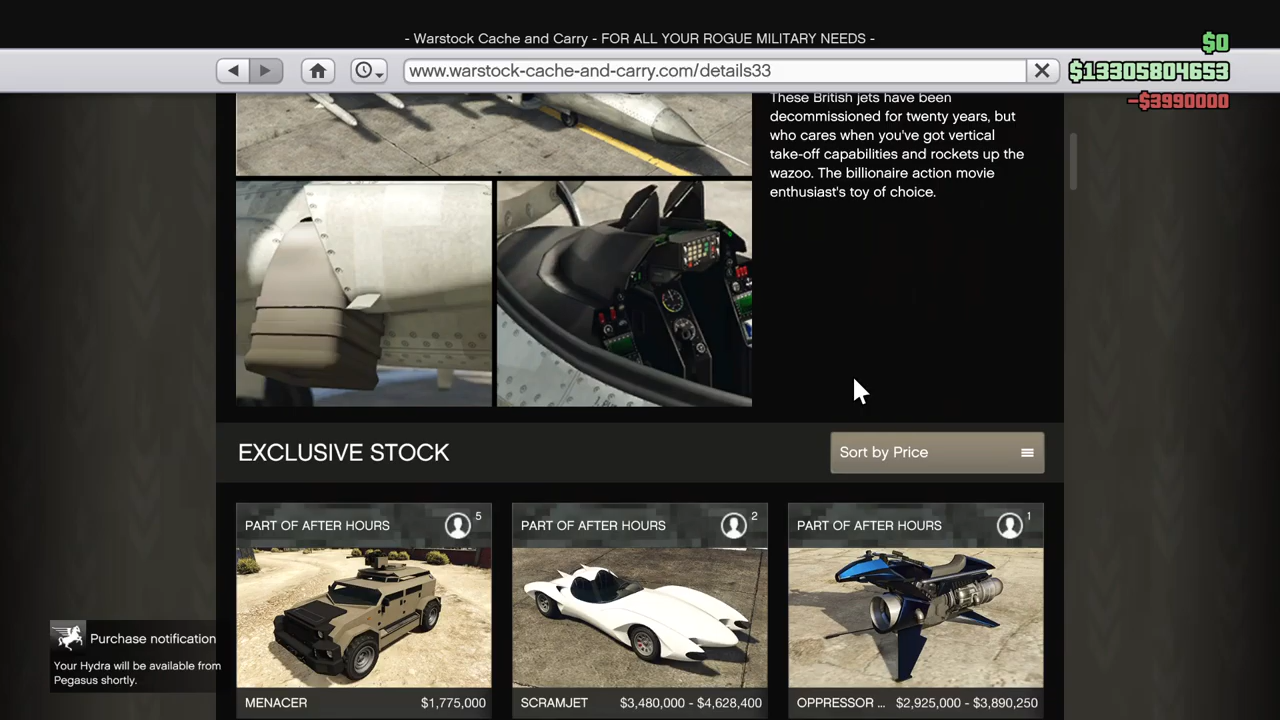 - Warstock Cache and Carry - FOR ALL YOUR ROGUE MILITARY NEEDS -
$0
www.warstock-cache-and-carry.com/details33
$13305804653
-$3990000
These British jets have been
decommissioned for twenty years, but
who cares when you've got vertical
take-off capabilities and rockets up the
wazoo. The billionaire action movie
enthusiast's toy of choice.
EXCLUSIVE STOCK
Sort by Price
PART OF AFTER HOURS 5
PART OF AFTER HOURS 2
PART OF AFTER HOURS 1
Purchase notification
Your Hydra will be available from
Pegasus shortly.
MENACER $1,775,000
SCRAMJET $3,480,000 - $4,628,400
OPPRESSOR ... $2,925,000 - $3,890,250